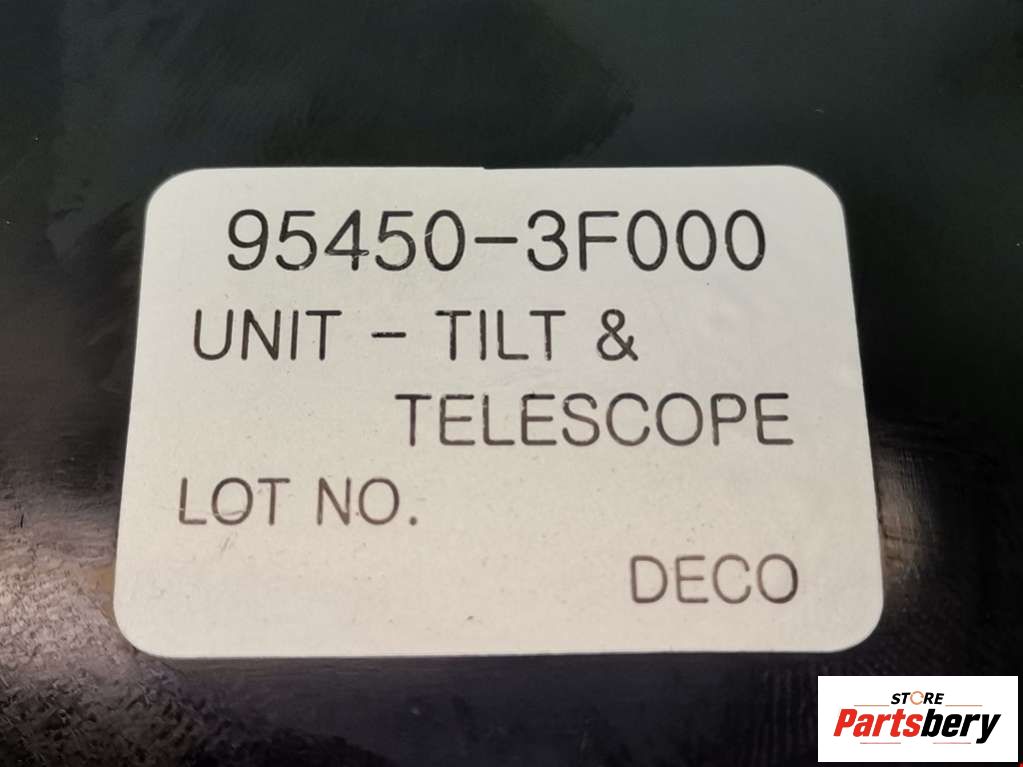 95450-3F000
UNIT - TILT &
TELESCOPE
LOT NO.
DECO
STORE
Partsbery